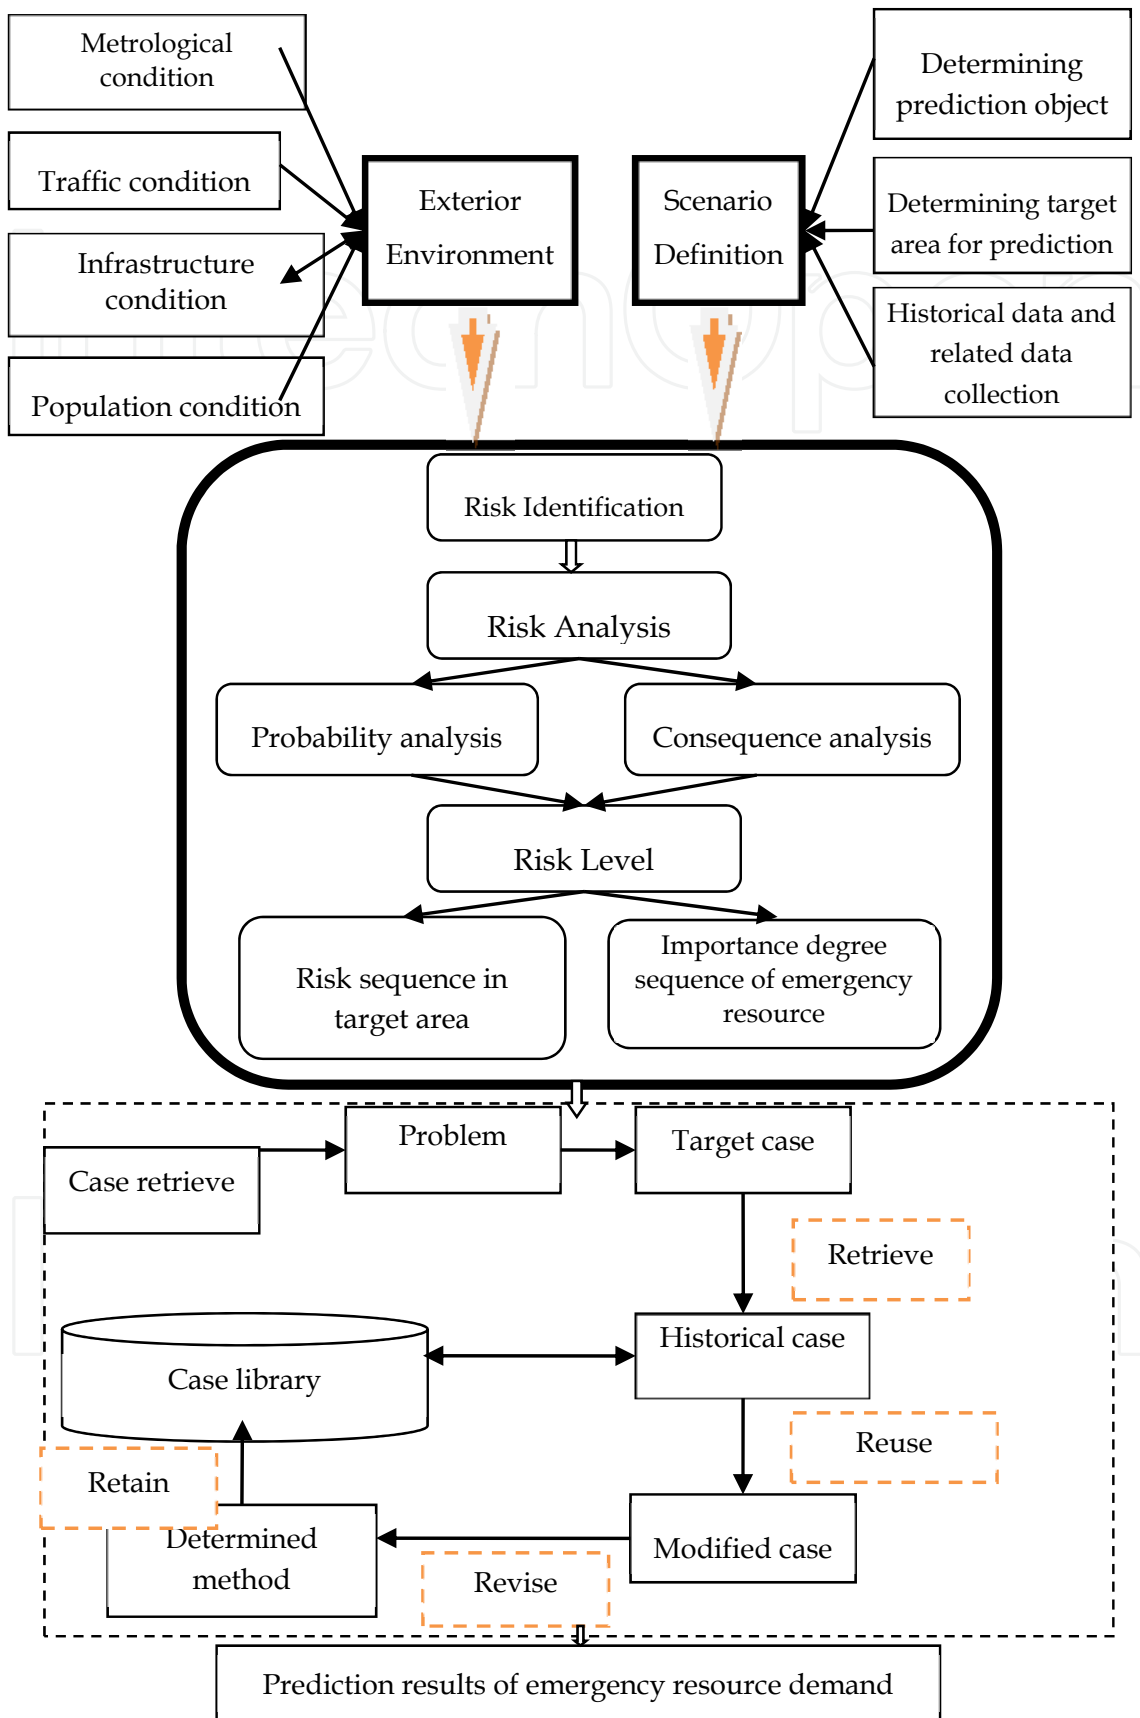 Metrological
condition
Traffic condition
Infrastructure
condition
Population condition
Exterior
Environment
Scenario
Definition
Determining
prediction object
Determining target
area for prediction
Historical data and
related data
collection
Risk Identification
Risk Analysis
Probability analysis
Consequence analysis
Risk Level
Risk sequence in
target area
Importance degree
sequence of emergency
resource
Case retrieve
Problem
Target case
Retrieve
Historical case
Case library
Reuse
Retain
Determined
method
Revise
Modified case
Prediction results of emergency resource demand